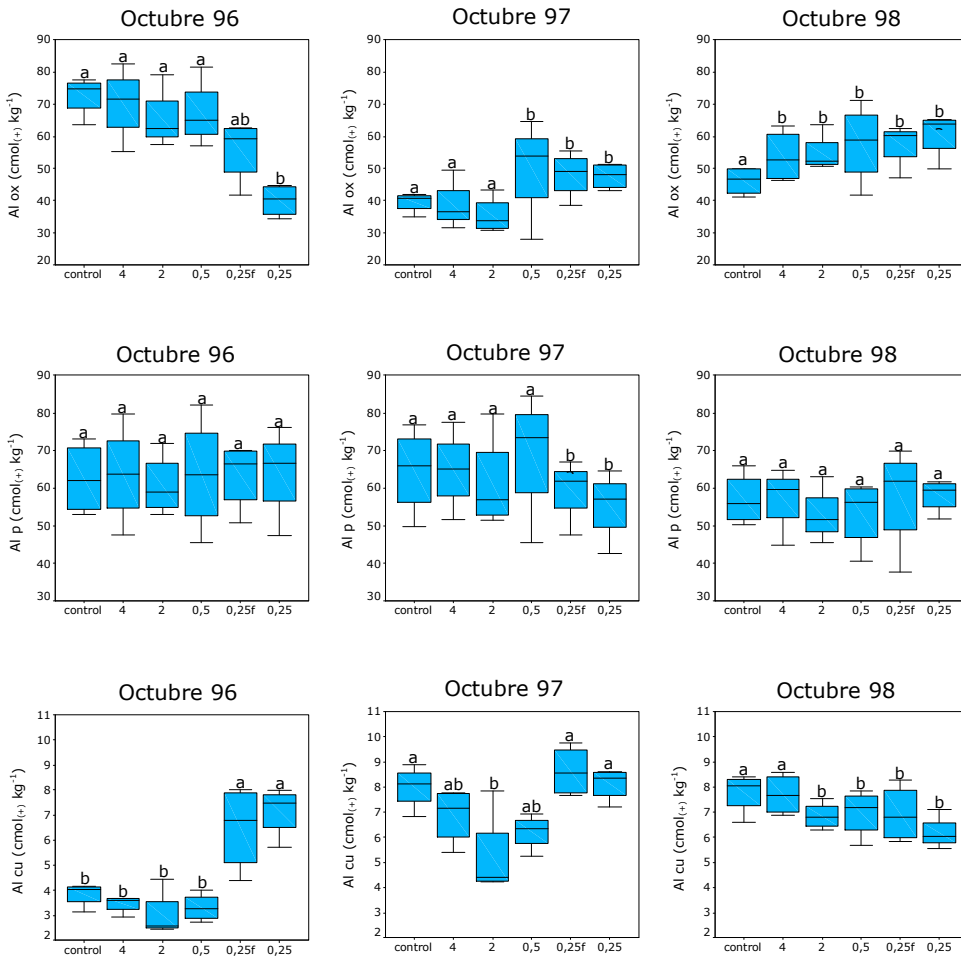 Octubre 96
Al ox (cmol(+) kg-1)
90
80
70
60
50
40
30
20
a
a
a
a
ab
b
control 4 2 0,5 0,25f 0,25
Octubre 97
Al ox (cmol(+) kg-1)
90
80
70
60
50
40
30
20
a
a
a
b
b
b
control 4 2 0,5 0,25f 0,25
Octubre 98
Al ox (cmol(+) kg-1)
90
80
70
60
50
40
30
20
a
b
b
b
b
b
control 4 2 0,5 0,25f 0,25
Octubre 96
Al p (cmol(+) kg-1)
90
80
70
60
50
40
30
a
a
a
a
a
a
control 4 2 0,5 0,25f 0,25
Octubre 97
Al p (cmol(+) kg-1)
90
80
70
60
50
40
30
a
a
a
a
b
b
control 4 2 0,5 0,25f 0,25
Octubre 98
Al p (cmol(+) kg-1)
90
80
70
60
50
40
30
a
a
a
a
a
a
control 4 2 0,5 0,25f 0,25
Octubre 96
Al cu (cmol(+) kg-1)
11
10
9
8
7
6
5
4
3
2
b
b
b
b
a
a
control 4 2 0,5 0,25f 0,25
Octubre 97
Al cu (cmol(+) kg-1)
11
10
9
8
7
6
5
4
3
2
a
ab
b
ab
a
a
control 4 2 0,5 0,25f 0,25
Octubre 98
Al cu (cmol(+) kg-1)
11
10
9
8
7
6
5
4
3
2
a
a
b
b
b
b
control 4 2 0,5 0,25f 0,25